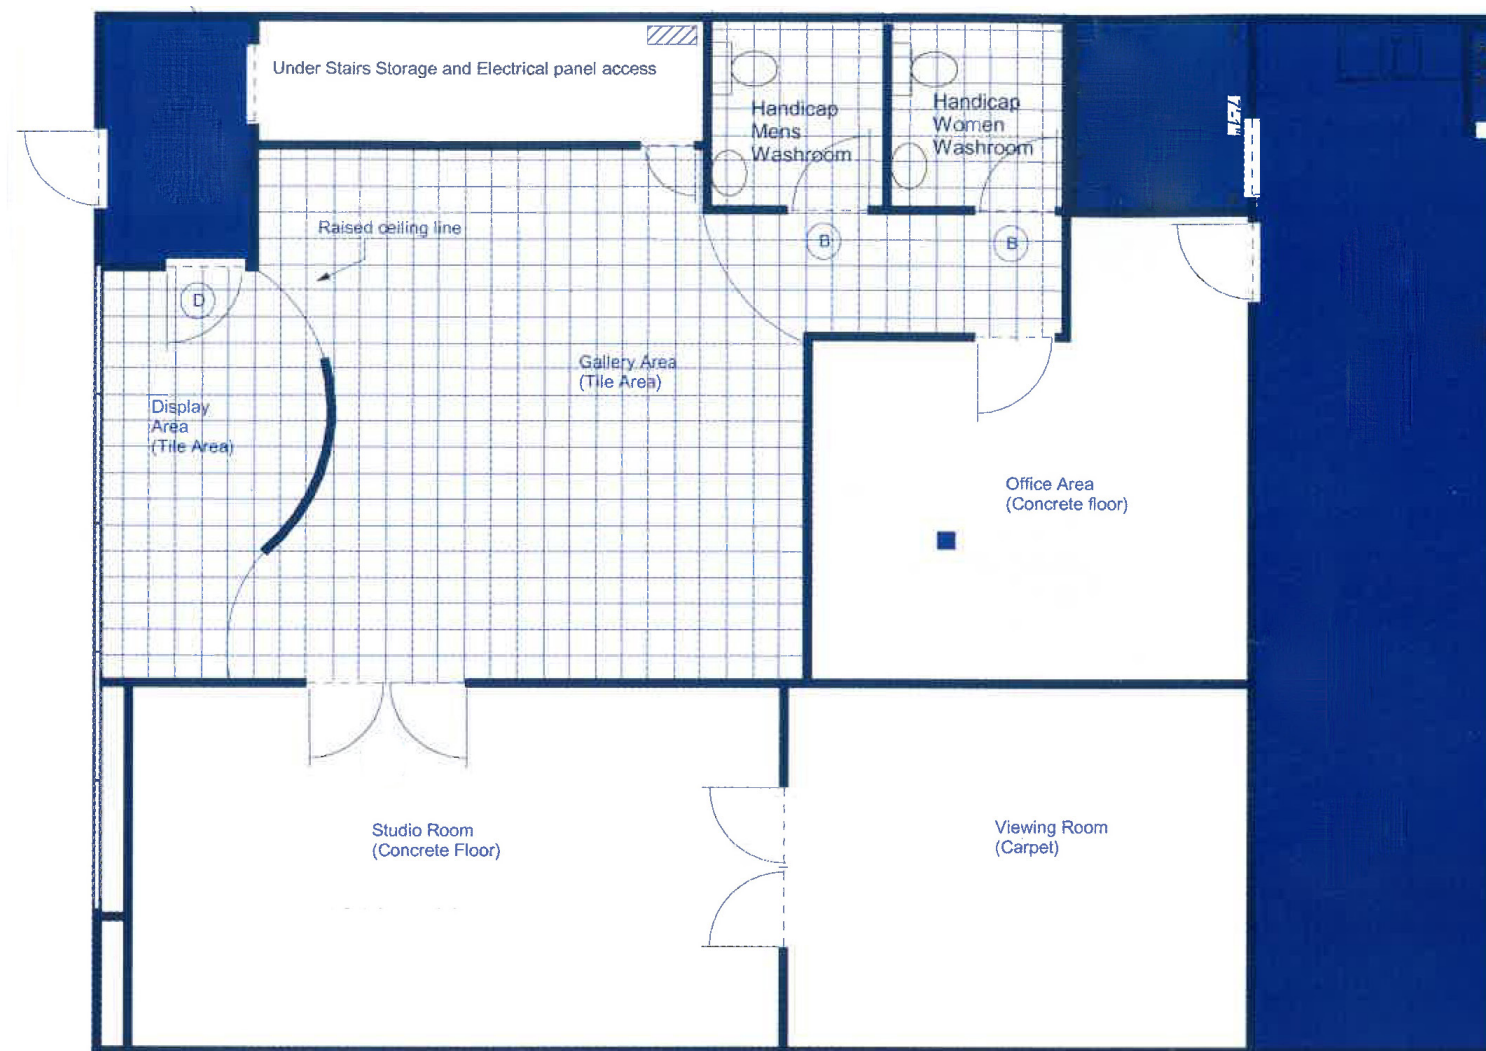 Under Stairs Storage and Electrical panel access
Handicap
Mens
Washroom
Handicap
Women
Washroom
Raised ceiling line
B
B
D
Gallery Area
(Tile Area)
Display
Area
(Tile Area)
Office Area
(Concrete floor)
Studio Room
(Concrete Floor)
Viewing Room
(Carpet)